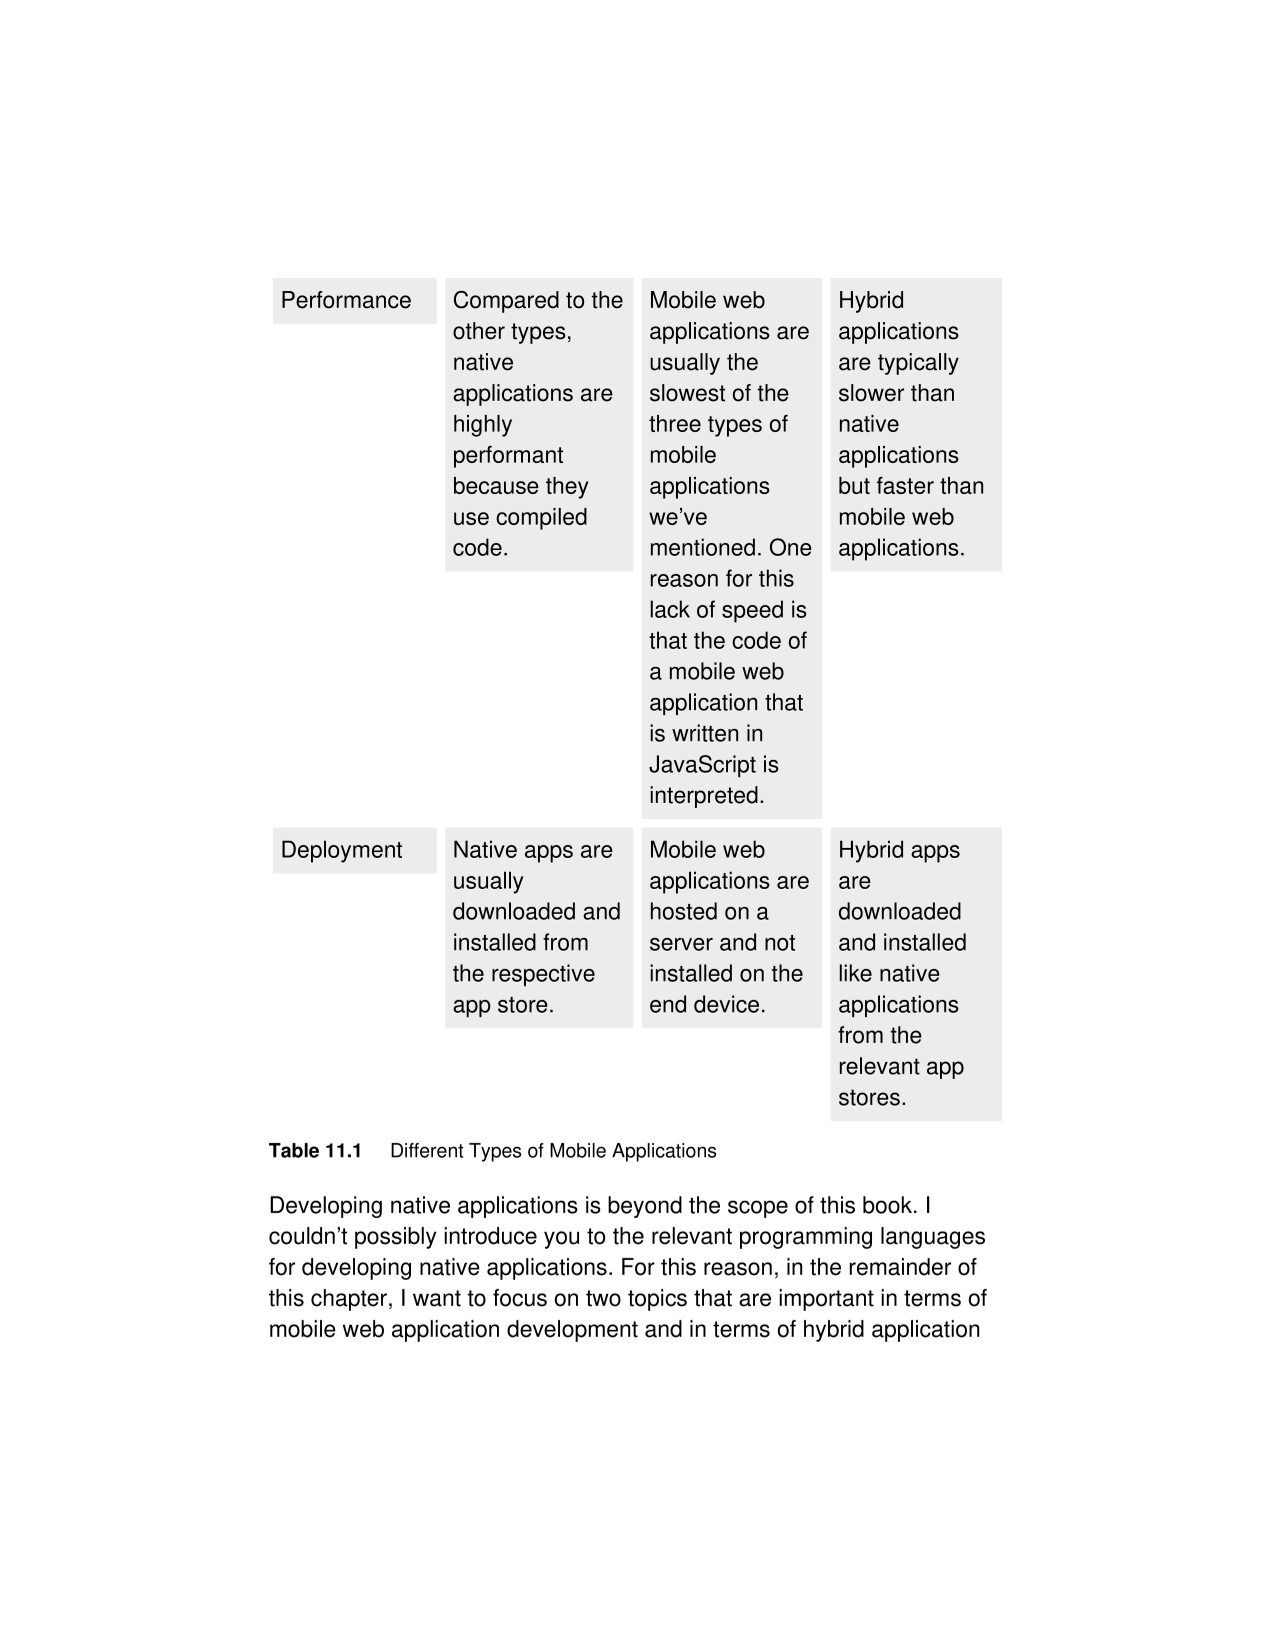 Performance
Compared to the
other types,
native
applications are
highly
performant
because they
use compiled
code.
Mobile web
applications are
usually the
slowest of the
three types of
mobile
applications
we’ve
mentioned. One
reason for this
lack of speed is
that the code of
a mobile web
application that
is written in
JavaScript is
interpreted.
Hybrid
applications
are typically
slower than
native
applications
but faster than
mobile web
applications.
Deployment
Native apps are
usually
downloaded and
installed from
the respective
app store.
Mobile web
applications are
hosted on a
server and not
installed on the
end device.
Hybrid apps
are
downloaded
and installed
like native
applications
from the
relevant app
stores.
Table 11.1 Different Types of Mobile Applications
Developing native applications is beyond the scope of this book. I
couldn’t possibly introduce you to the relevant programming languages
for developing native applications. For this reason, in the remainder of
this chapter, I want to focus on two topics that are important in terms of
mobile web application development and in terms of hybrid application